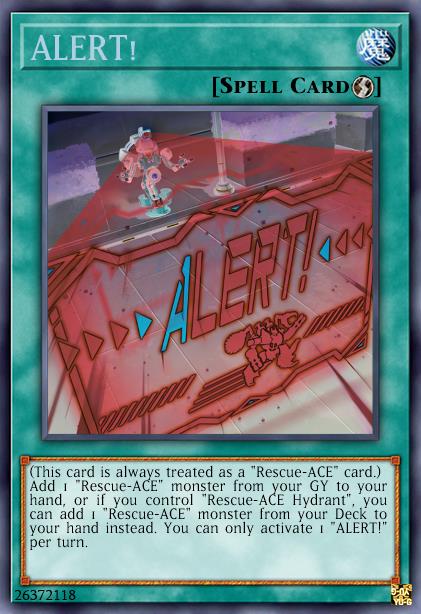 ALERT!
魔
[SPELL CARD]
ALERT!
(This card is always treated as a "Rescue-ACE" card.)
Add 1 "Rescue-ACE" monster from your GY to
your hand, or if you control "Rescue-ACE Hydrant", you
can add 1 "Rescue-ACE" monster from your Deck to
your hand instead. You can only activate 1 "ALERT!"
per turn.
26372118